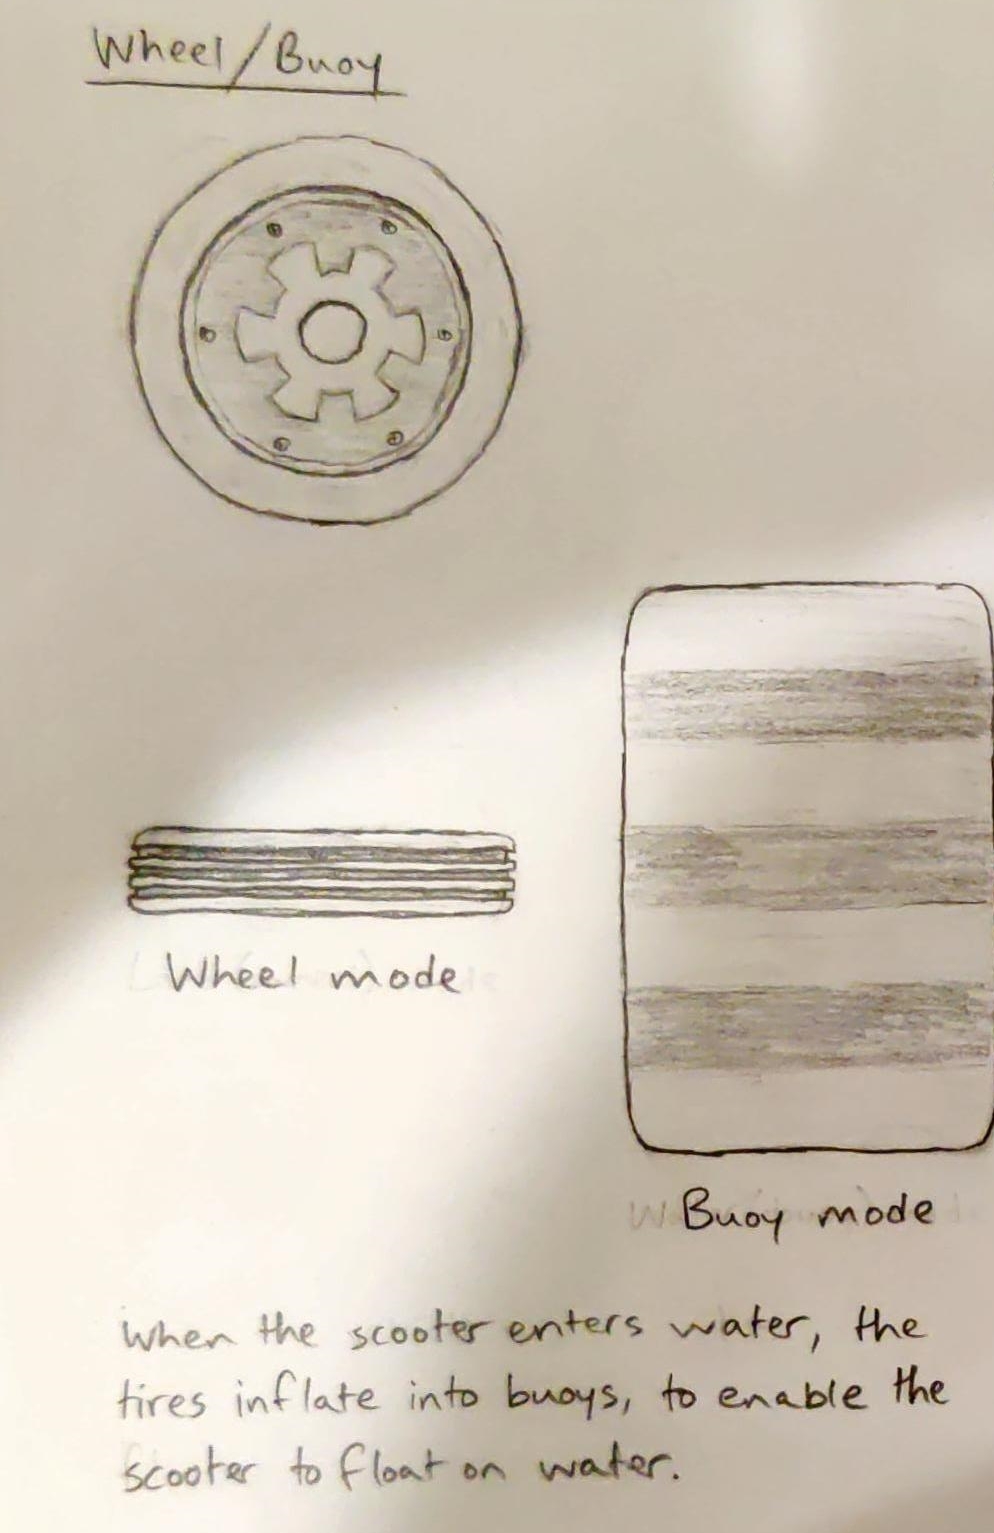 Wheel/Buoy
Wheel mode
Buoy mode
When the scooter enters water, the
tires inflate into buoys, to enable the
scooter to float on water.